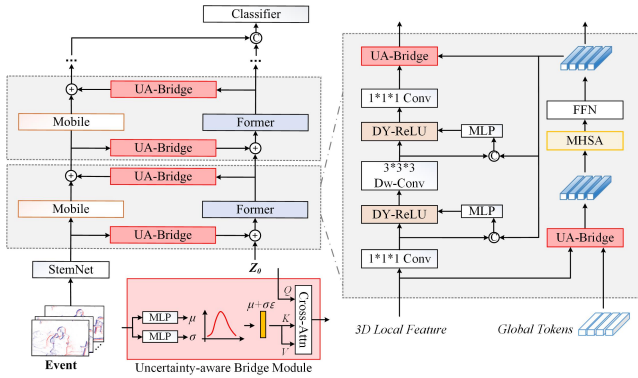 Classifier
C
...
...
+
UA-Bridge
Mobile
Former
UA-Bridge
+
+
UA-Bridge
Mobile
Former
UA-Bridge
+
StemNet
Z0
Event
MLP
μ
MLP
σ
μ+σε
Q
K
V
Cross-Attn
Uncertainty-aware Bridge Module
UA-Bridge
1*1*1 Conv
DY-ReLU
MLP
C
3*3*3
Dw-Conv
DY-ReLU
MLP
C
1*1*1 Conv
FFN
MHSA
UA-Bridge
3D Local Feature
Global Tokens